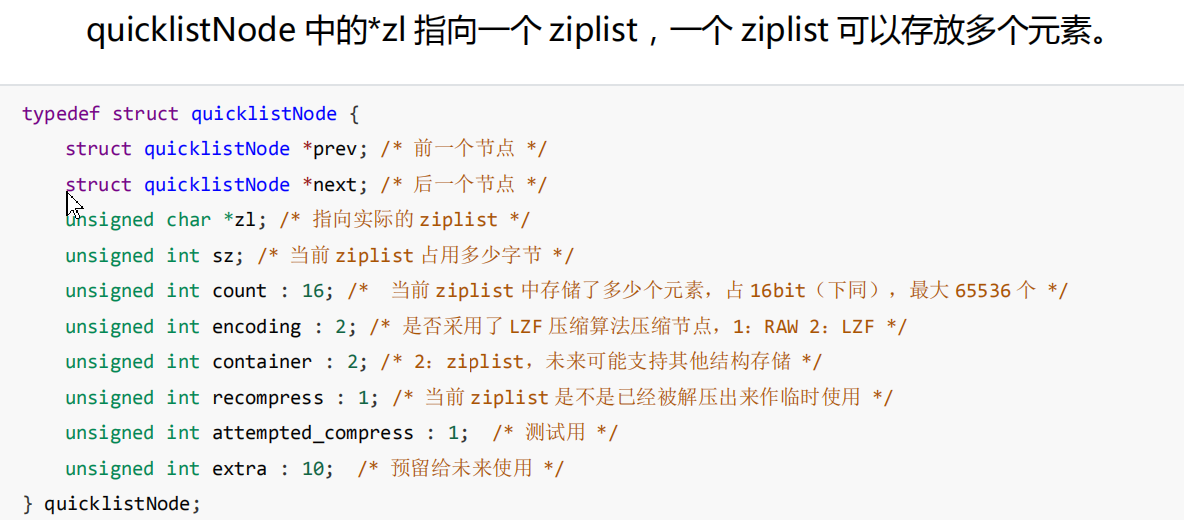 quicklistNode 中的*zl 指向一个 ziplist，一个 ziplist 可以存放多个元素。
typedef struct quicklistNode {
struct quicklistNode *prev; /* 前一个节点 */
struct quicklistNode *next; /* 后一个节点 */
unsigned char *zl; /* 指向实际的 ziplist */
unsigned int sz; /* 当前 ziplist 占用多少字节 */
unsigned int count : 16; /* 当前 ziplist 中存储了多少个元素，占 16bit（下同），最大 65536 个 */
unsigned int encoding : 2; /* 是否采用了 LZF 压缩算法压缩节点，1：RAW 2：LZF */
unsigned int container : 2; /* 2：ziplist，未来可能支持其他结构存储 */
unsigned int recompress : 1; /* 当前 ziplist 是不是已经被解压出来作临时使用 */
unsigned int attempted_compress : 1; /* 测试用 */
unsigned int extra : 10; /* 预留给未来使用 */
} quicklistNode;